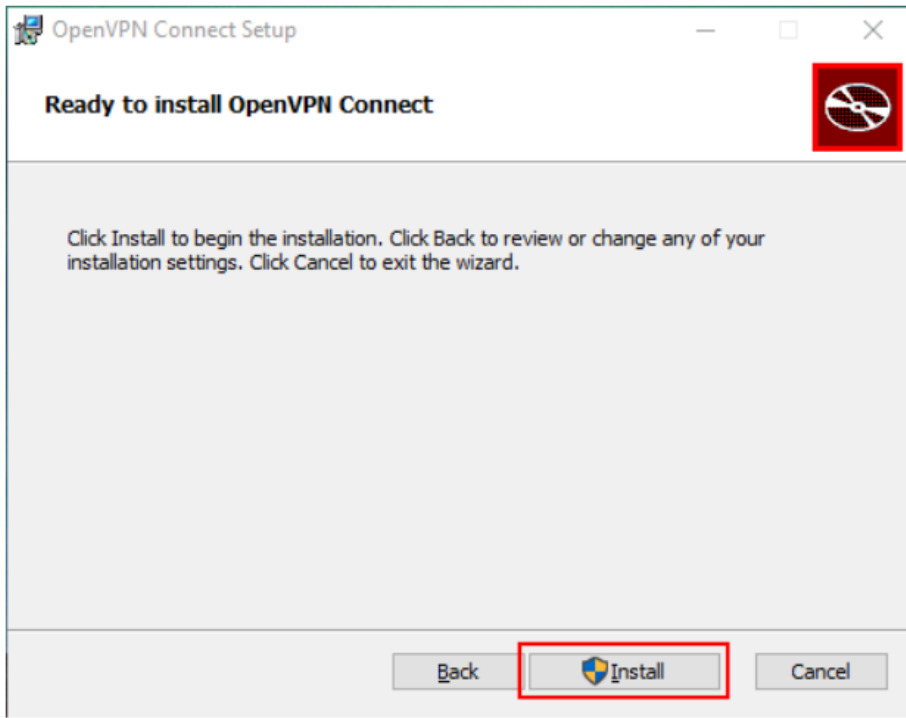 OpenVPN Connect Setup
Ready to install OpenVPN Connect
Click Install to begin the installation. Click Back to review or change any of your
installation settings. Click Cancel to exit the wizard.
Back
Install
Cancel